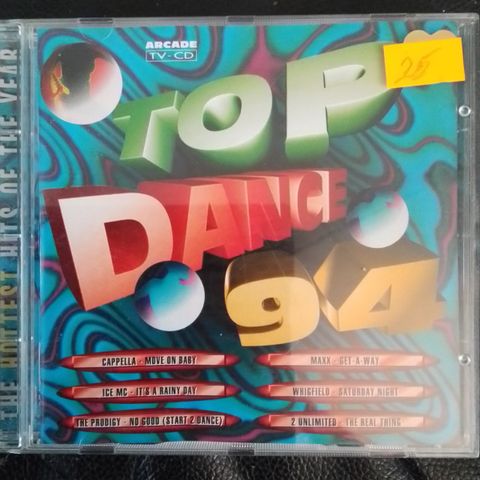 THE HOTTEST HITS OF THE YEAR
ARCADE
TV-CD
25
TOP
DANCE
94
CAPPELLA - MOVE ON BABY
MAXX - GET-A-WAY
ICE MC - IT'S A RAINY DAY
WHIGFIELD - SATURDAY NIGHT
THE PRODIGY - NO GOOD (START 2 DANCE)
2 UNLIMITED - THE REAL THING